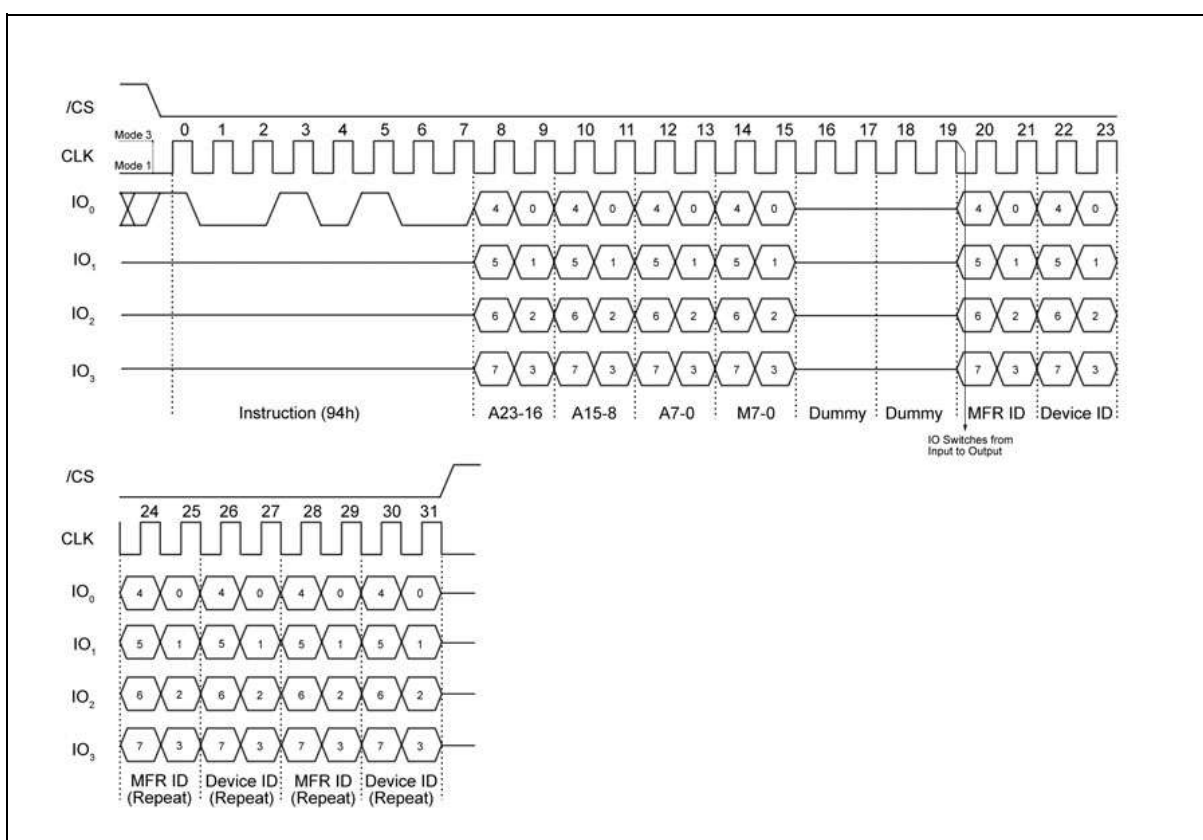 /CS
Mode 3 0 1 2 3 4 5 6 7 8 9 10 11 12 13 14 15 16 17 18 19 20 21 22 23
CLK
Mode 1
IO₀ 4 0 4 0 4 0 4 0 4 0 4 0
IO₁ 5 1 5 1 5 1 5 1 5 1 5 1
IO₂ 6 2 6 2 6 2 6 2 6 2 6 2
IO₃ 7 3 7 3 7 3 7 3 7 3 7 3
Instruction (94h) A23-16 A15-8 A7-0 M7-0 Dummy Dummy MFR ID Device ID
IO Switches from
Input to Output
/CS
24 25 26 27 28 29 30 31
CLK
IO₀ 4 0 4 0 4 0 4 0
IO₁ 5 1 5 1 5 1 5 1
IO₂ 6 2 6 2 6 2 6 2
IO₃ 7 3 7 3 7 3 7 3
MFR ID Device ID MFR ID Device ID
(Repeat) (Repeat) (Repeat) (Repeat)